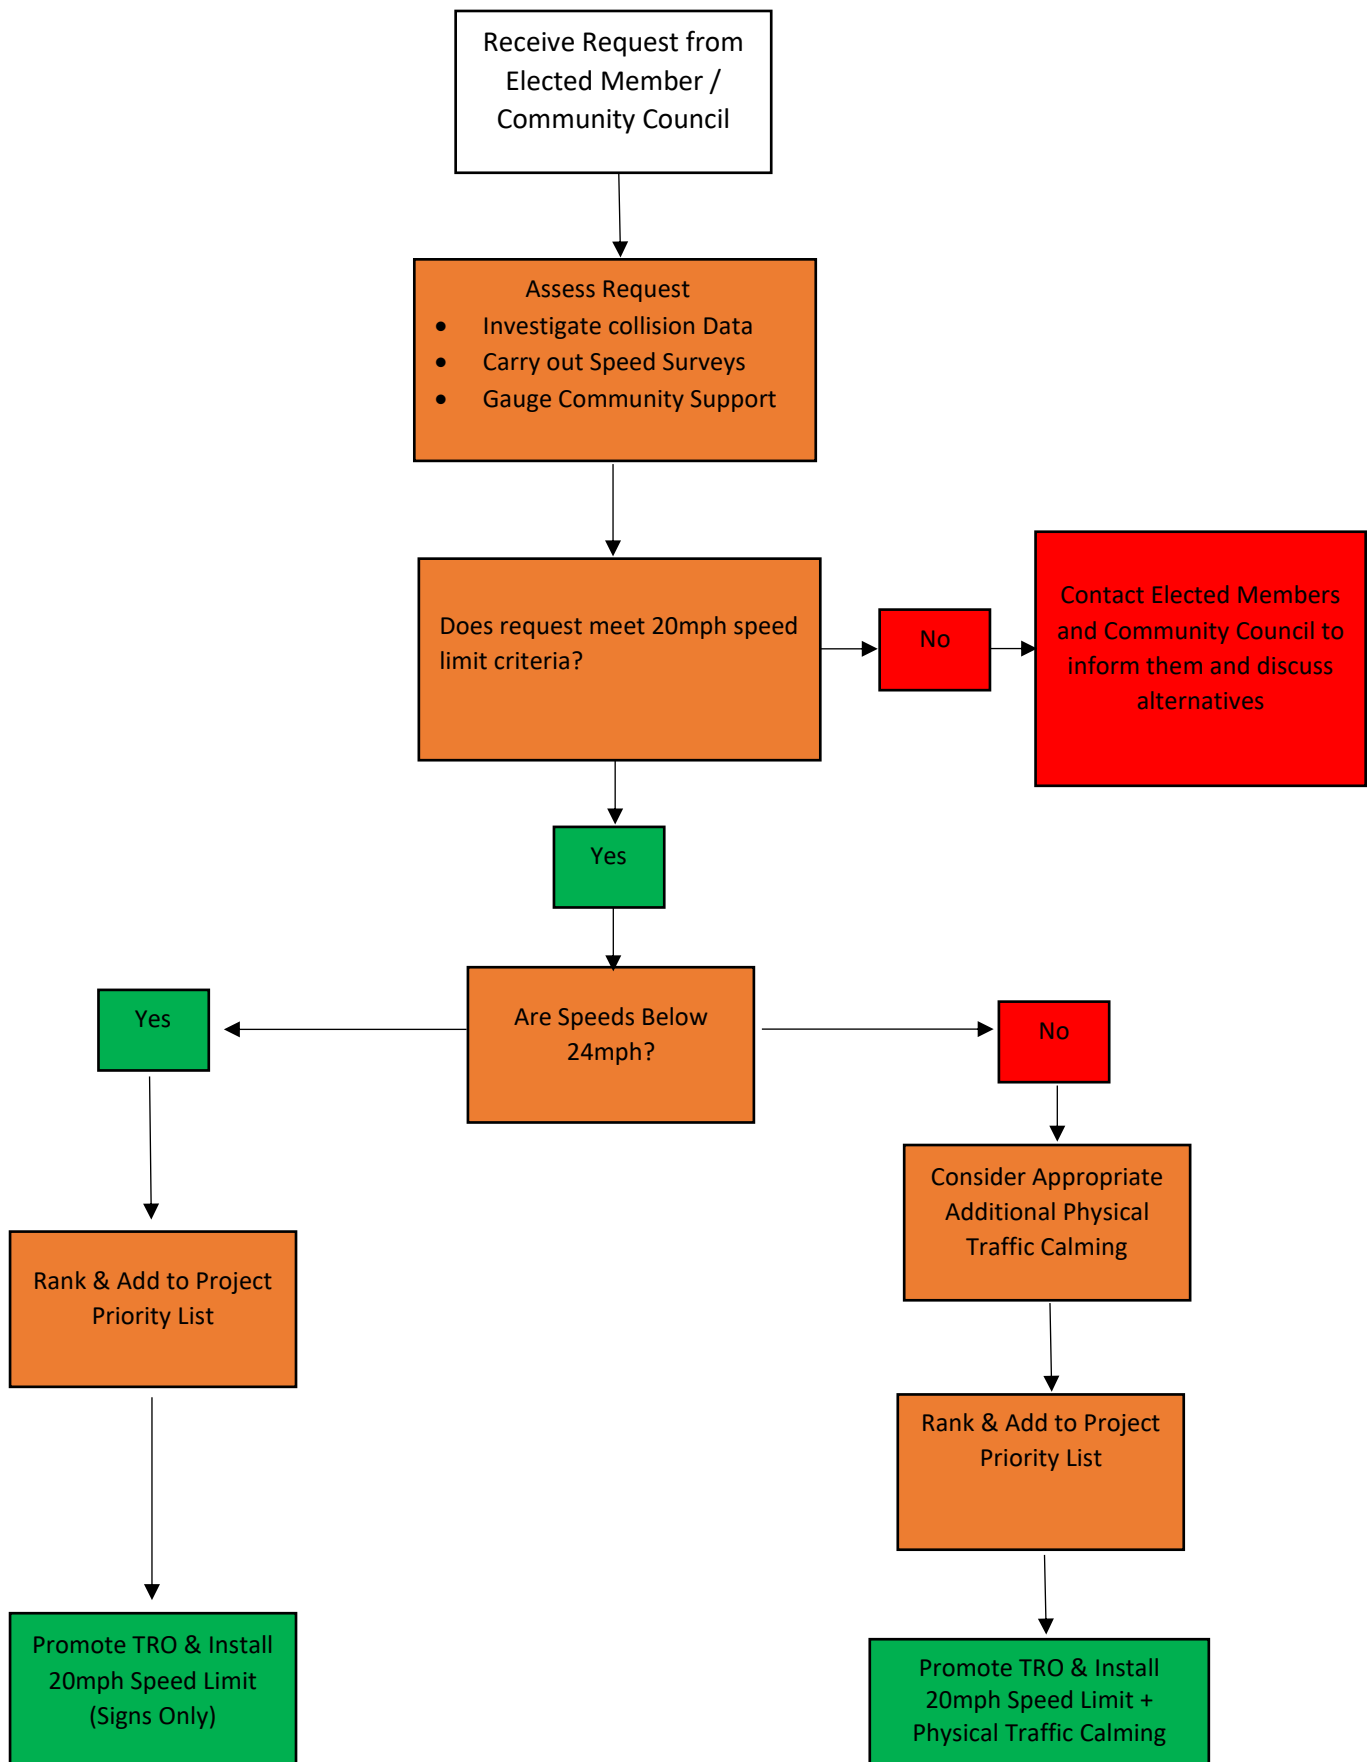 Receive Request from
Elected Member /
Community Council
Assess Request
• Investigate collision Data
• Carry out Speed Surveys
• Gauge Community Support
Does request meet 20mph speed
limit criteria?
No
Contact Elected Members
and Community Council to
inform them and discuss
alternatives
Yes
Are Speeds Below
24mph?
Yes
No
Consider Appropriate
Additional Physical
Traffic Calming
Rank & Add to Project
Priority List
Rank & Add to Project
Priority List
Promote TRO & Install
20mph Speed Limit
(Signs Only)
Promote TRO & Install
20mph Speed Limit +
Physical Traffic Calming